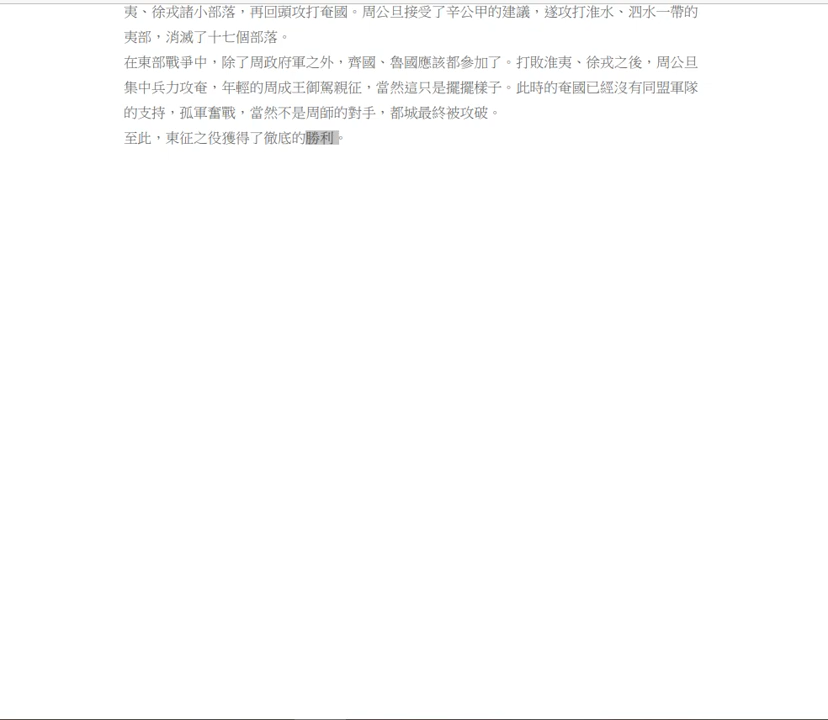 夷、徐戎諸小部落，再回頭攻打奄國。周公旦接受了辛公甲的建議，遂攻打淮水、泗水一帶的
夷部，消滅了十七個部落。
在東部戰爭中，除了周政府軍之外，齊國、魯國應該都參加了。打敗淮夷、徐戎之後，周公旦
集中兵力攻奄，年輕的周成王御駕親征，當然這只是擺擺樣子。此時的奄國已經沒有同盟軍隊
的支持，孤軍奮戰，當然不是周師的對手，都城最終被攻破。
至此，東征之役獲得了徹底的勝利。